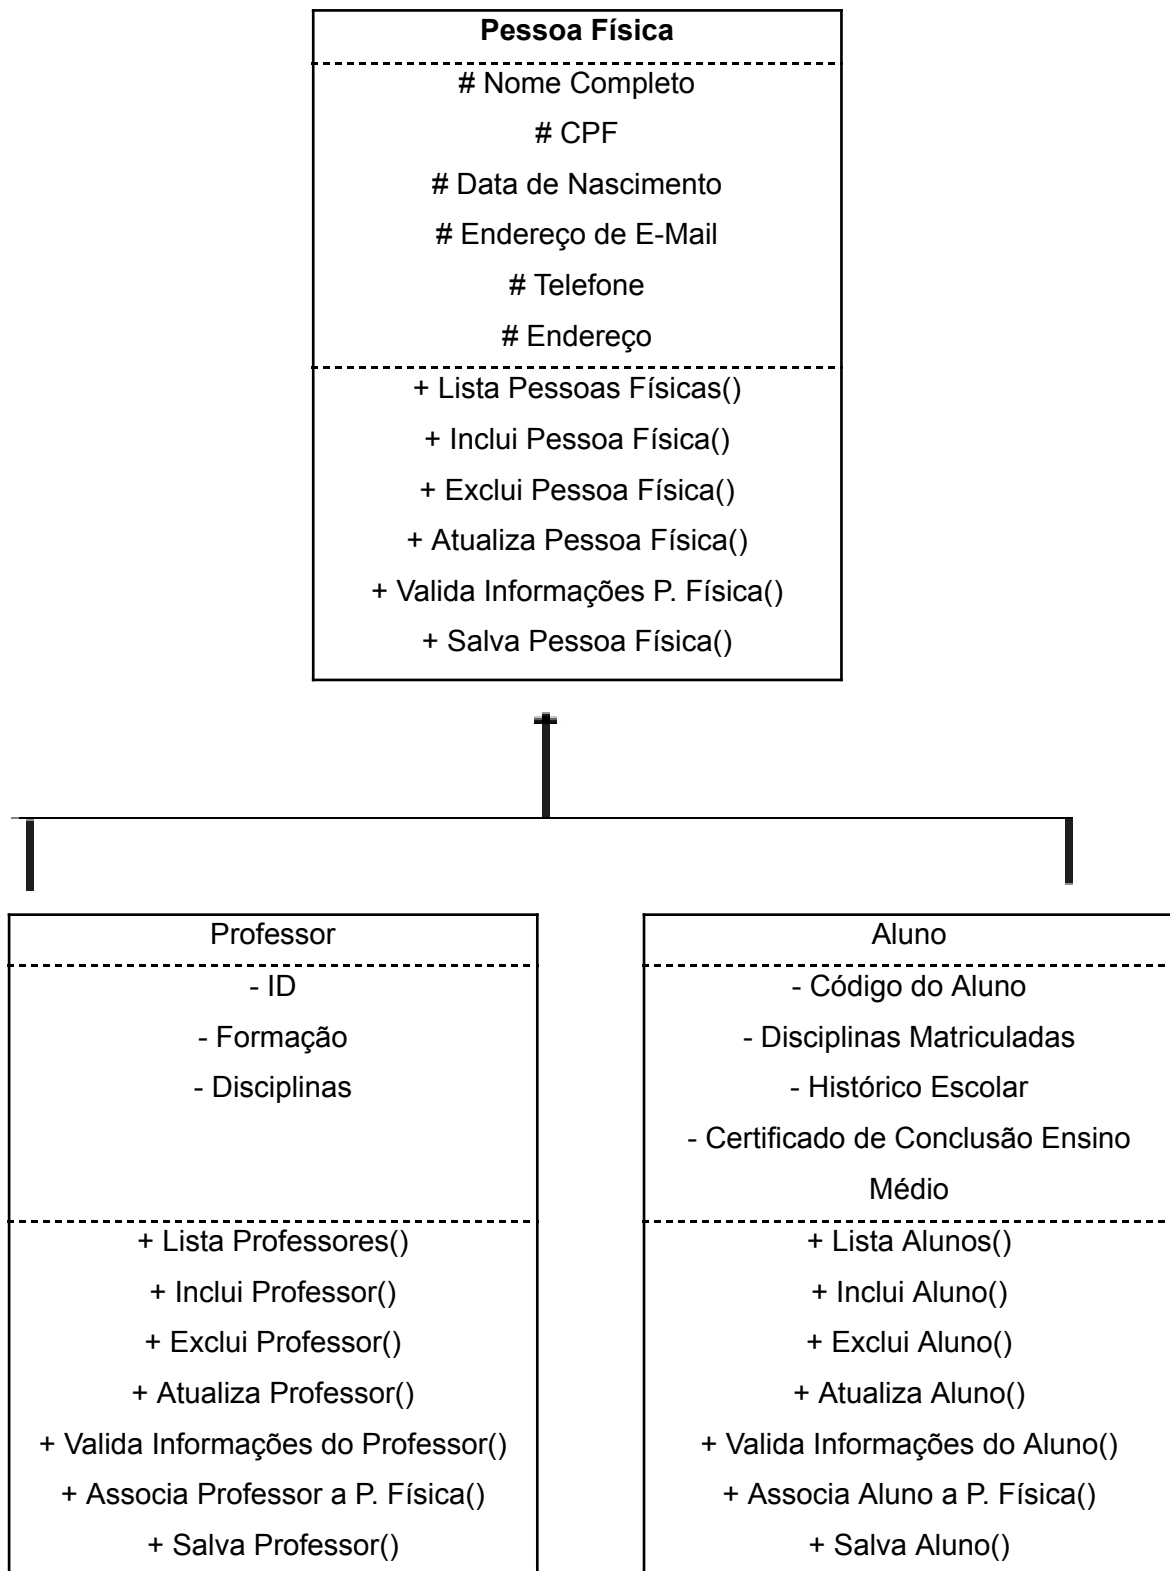 Pessoa Física
# Nome Completo
# CPF
# Data de Nascimento
# Endereço de E-Mail
# Telefone
# Endereço
+ Lista Pessoas Físicas()
+ Inclui Pessoa Física()
+ Exclui Pessoa Física()
+ Atualiza Pessoa Física()
+ Valida Informações P. Física()
+ Salva Pessoa Física()
Professor
- ID
- Formação
- Disciplinas
+ Lista Professores()
+ Inclui Professor()
+ Exclui Professor()
+ Atualiza Professor()
+ Valida Informações do Professor()
+ Associa Professor a P. Física()
+ Salva Professor()
Aluno
- Código do Aluno
- Disciplinas Matriculadas
- Histórico Escolar
- Certificado de Conclusão Ensino
Médio
+ Lista Alunos()
+ Inclui Aluno()
+ Exclui Aluno()
+ Atualiza Aluno()
+ Valida Informações do Aluno()
+ Associa Aluno a P. Física()
+ Salva Aluno()